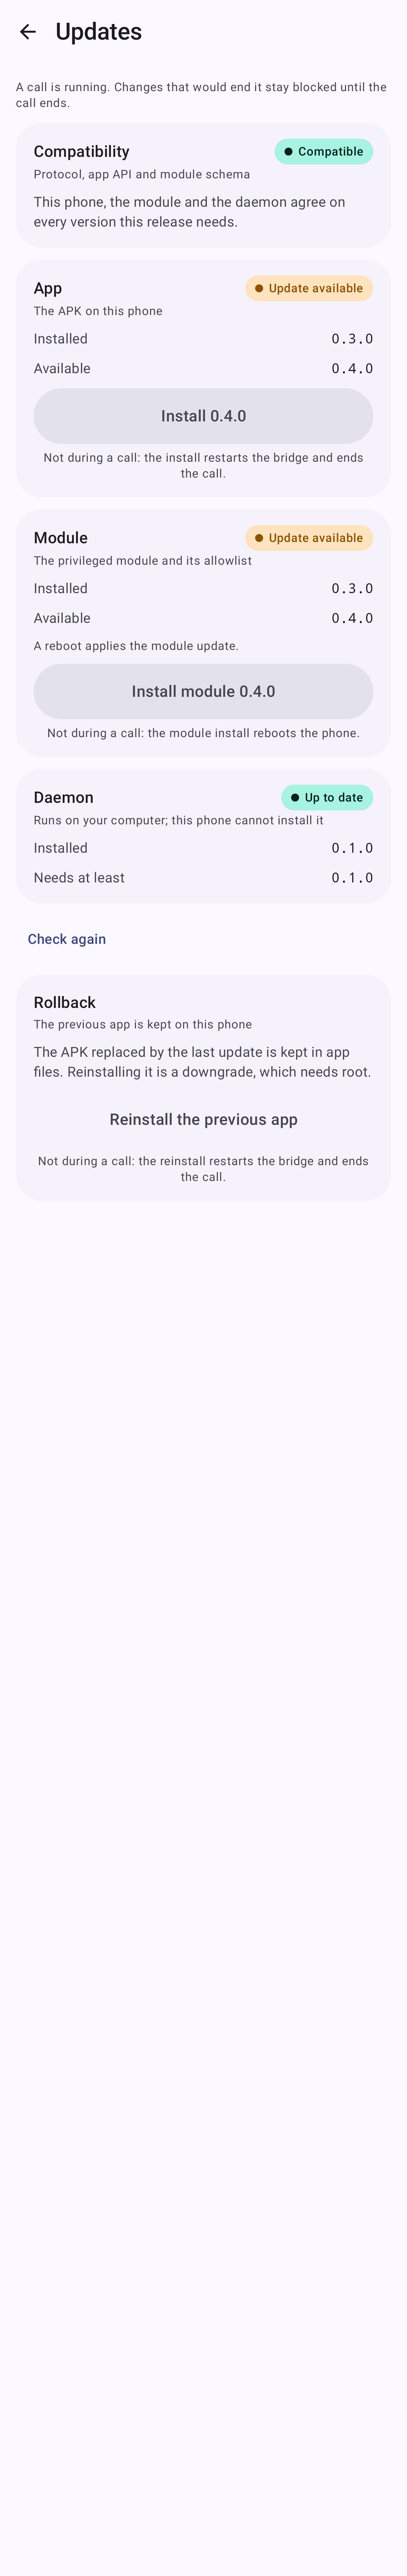 Updates
A call is running. Changes that would end it stay blocked until the
call ends.
Compatibility
Compatible
Protocol, app API and module schema
This phone, the module and the daemon agree on
every version this release needs.
App
Update available
The APK on this phone
Installed 0.3.0
Available 0.4.0
Install 0.4.0
Not during a call: the install restarts the bridge and ends
the call.
Module
Update available
The privileged module and its allowlist
Installed 0.3.0
Available 0.4.0
A reboot applies the module update.
Install module 0.4.0
Not during a call: the module install reboots the phone.
Daemon
Up to date
Runs on your computer; this phone cannot install it
Installed 0.1.0
Needs at least 0.1.0
Check again
Rollback
The previous app is kept on this phone
The APK replaced by the last update is kept in app
files. Reinstalling it is a downgrade, which needs root.
Reinstall the previous app
Not during a call: the reinstall restarts the bridge and ends
the call.